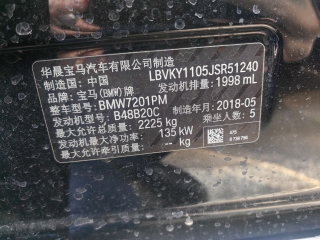 华晨宝马汽车有限公司制造
制造国：中国 LBVKY1105JSR51240
品牌：宝马(BMW)牌 发动机排量：1998 mL
整车型号：BMW7201PM
发动机型号：B48B20C 制造年月：2018-05
最大允许总质量：2225 kg 乘坐人数：5
发动机最大净功率：135 kW
最大允许牵引质量：-- kg